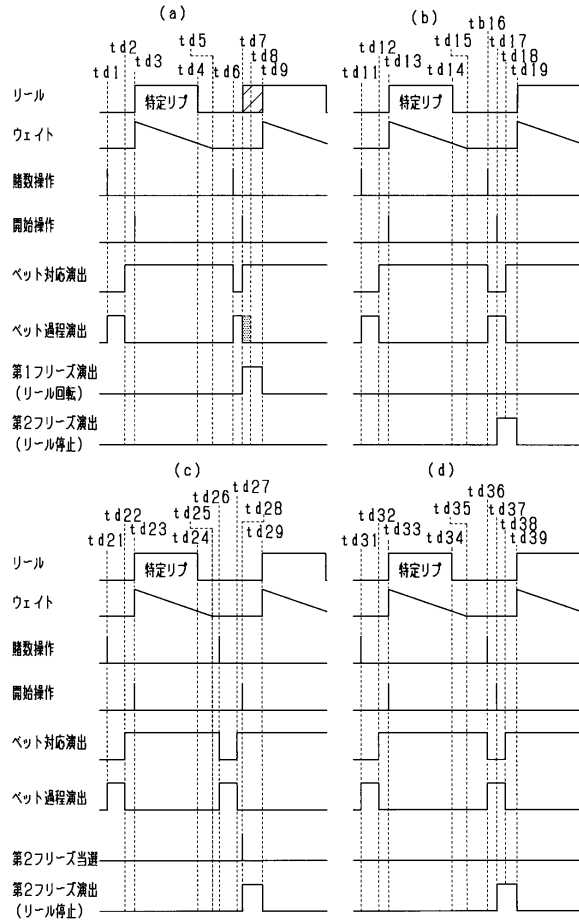 (a)
td1
td2
td3
td4
td5
td6
td7
td8
td9
リール
特定リプ
ウェイト
賭数操作
開始操作
ベット対応演出
ベット過程演出
第1フリーズ演出
(リール回転)
第2フリーズ演出
(リール停止)
(b)
td11
td12
td13
td14
td15
tb16
td17
td18
td19
特定リプ
(c)
td21
td22
td23
td24
td25
td26
td27
td28
td29
リール
特定リプ
ウェイト
賭数操作
開始操作
ベット対応演出
ベット過程演出
第2フリーズ当選
第2フリーズ演出
(リール停止)
(d)
td31
td32
td33
td34
td35
td36
td37
td38
td39
特定リプ